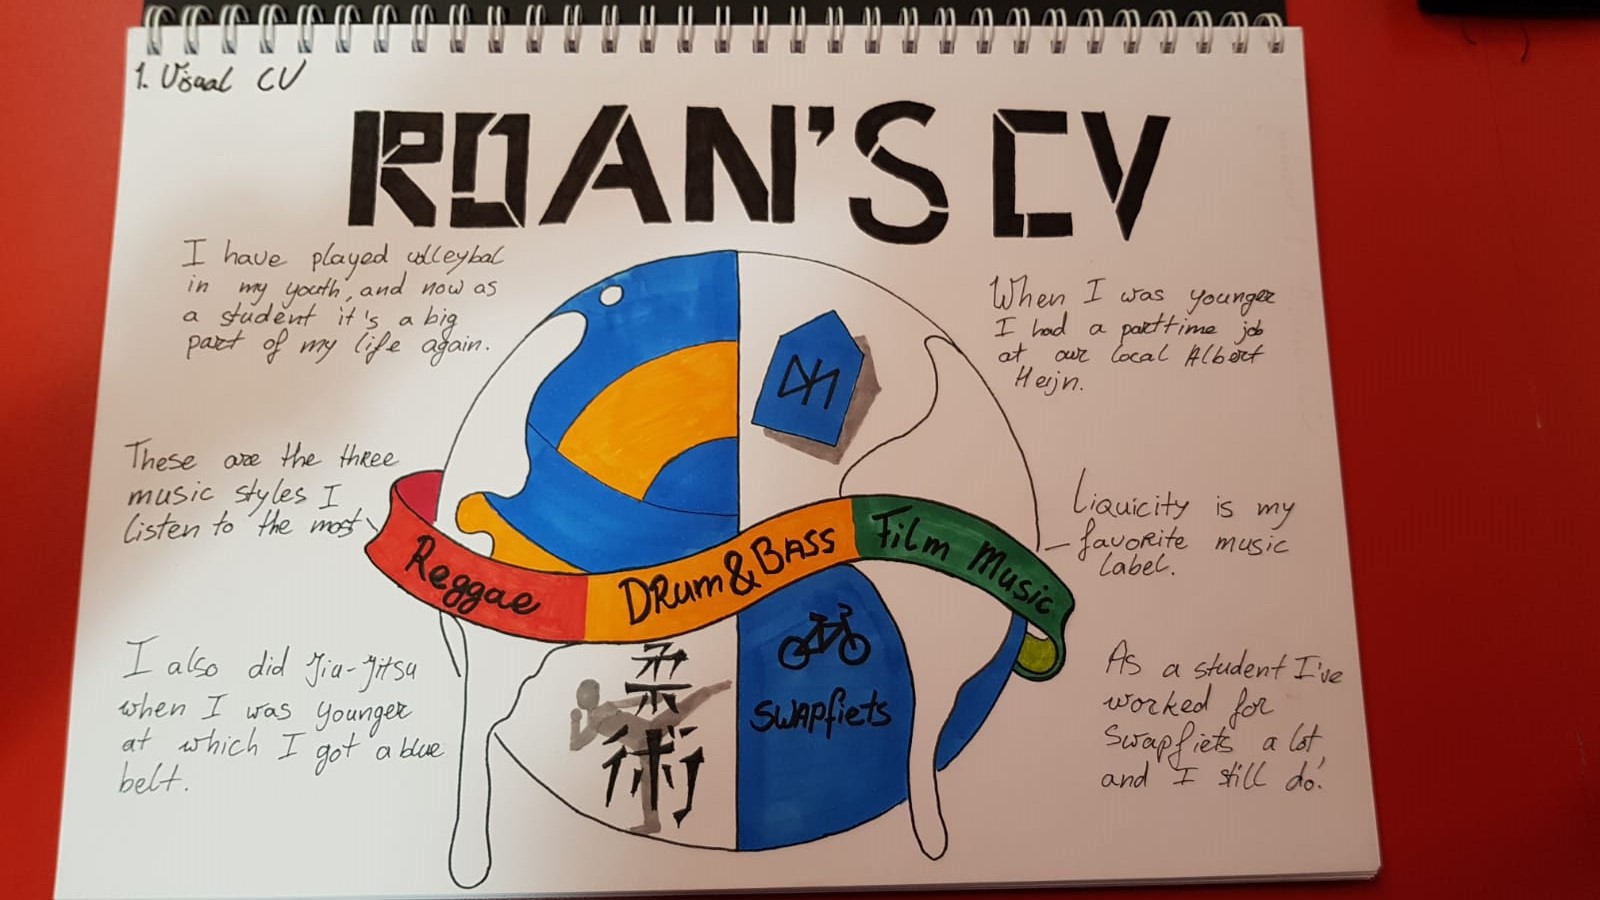 1. Visual CV
ROAN'S CV
I have played volleybal
in my youth, and now as
a student it's a big
part of my life again.
When I was younger
I had a parttime job
at our local Albert
Heijn.
These are the three
music styles I
listen to the most
Liquicity is my
favorite music
label.
Reggae
DRum&BASS
Film Music
I also did Jiu-Jitsu
when I was younger
at which I got a blue
belt.
柔
術
SWAPfiets
As a student I've
worked for
Swapfiets a lot,
and I still do!